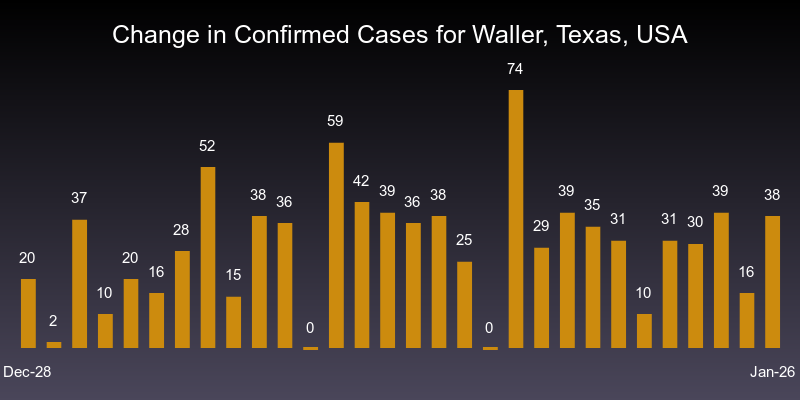 Change in Confirmed Cases for Waller, Texas, USA
20 2 37 10 20 16 28 52 15 38 36 0 59 42 39 36 38 25 0 74 29 39 35 31 10 31 30 39 16 38
Dec-28 Jan-26